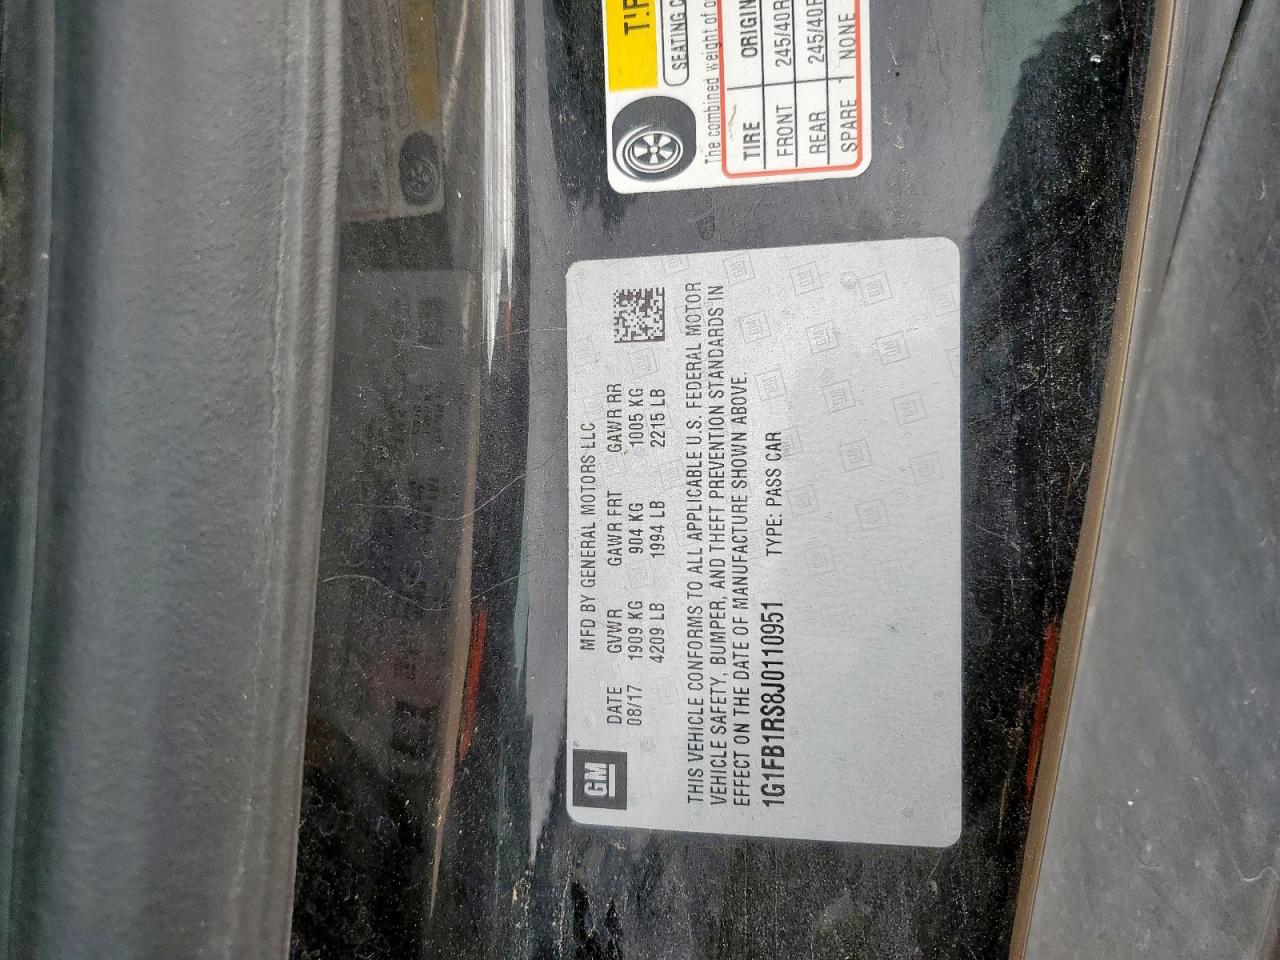 GM
MFD BY GENERAL MOTORS LLC
DATE GVWR GAWR FRT GAWR RR
08/17 1909 KG 904 KG 1005 KG
4209 LB 1994 LB 2215 LB
THIS VEHICLE CONFORMS TO ALL APPLICABLE U.S. FEDERAL MOTOR
VEHICLE SAFETY, BUMPER, AND THEFT PREVENTION STANDARDS IN
EFFECT ON THE DATE OF MANUFACTURE SHOWN ABOVE.
1G1FB1RS8J0110951 TYPE: PASS CAR
SEATING
The combined weight of
TIRE ORIGIN
FRONT 245/40R
REAR 245/40R
SPARE NONE